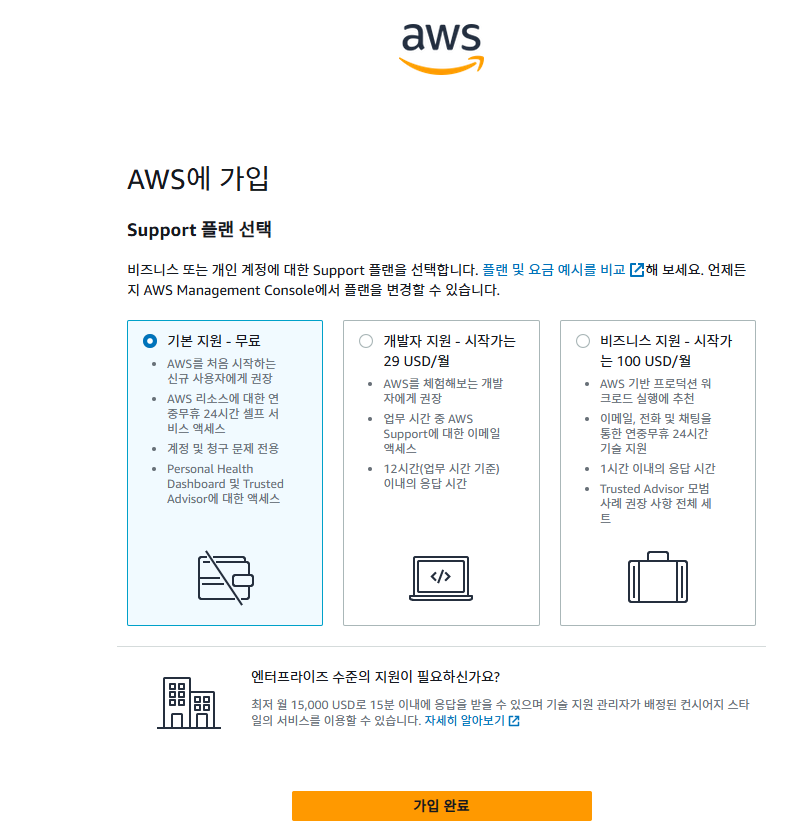 aws
AWS에 가입
Support 플랜 선택
비즈니스 또는 개인 계정에 대한 Support 플랜을 선택합니다. 플랜 및 요금 예시를 비교 해 보세요. 언제든
지 AWS Management Console에서 플랜을 변경할 수 있습니다.
기본 지원 - 무료
• AWS를 처음 시작하는
신규 사용자에게 권장
• AWS 리소스에 대한 연
중무휴 24시간 셀프 서
비스 액세스
• 계정 및 청구 문제 전용
• Personal Health
Dashboard 및 Trusted
Advisor에 대한 액세스
개발자 지원 - 시작가는
29 USD/월
• AWS를 체험해보는 개발
자에게 권장
• 업무 시간 중 AWS
Support에 대한 이메일
액세스
• 12시간(업무 시간 기준)
이내의 응답 시간
</>
비즈니스 지원 - 시작가
는 100 USD/월
• AWS 기반 프로덕션 워
크로드 실행에 추천
• 이메일, 전화 및 채팅을
통한 연중무휴 24시간
기술 지원
• 1시간 이내의 응답 시간
• Trusted Advisor 모범
사례 권장 사항 전체 세
트
엔터프라이즈 수준의 지원이 필요하신가요?
최저 월 15,000 USD로 15분 이내에 응답을 받을 수 있으며 기술 지원 관리자가 배정된 컨시어지 스타
일의 서비스를 이용할 수 있습니다. 자세히 알아보기
가입 완료